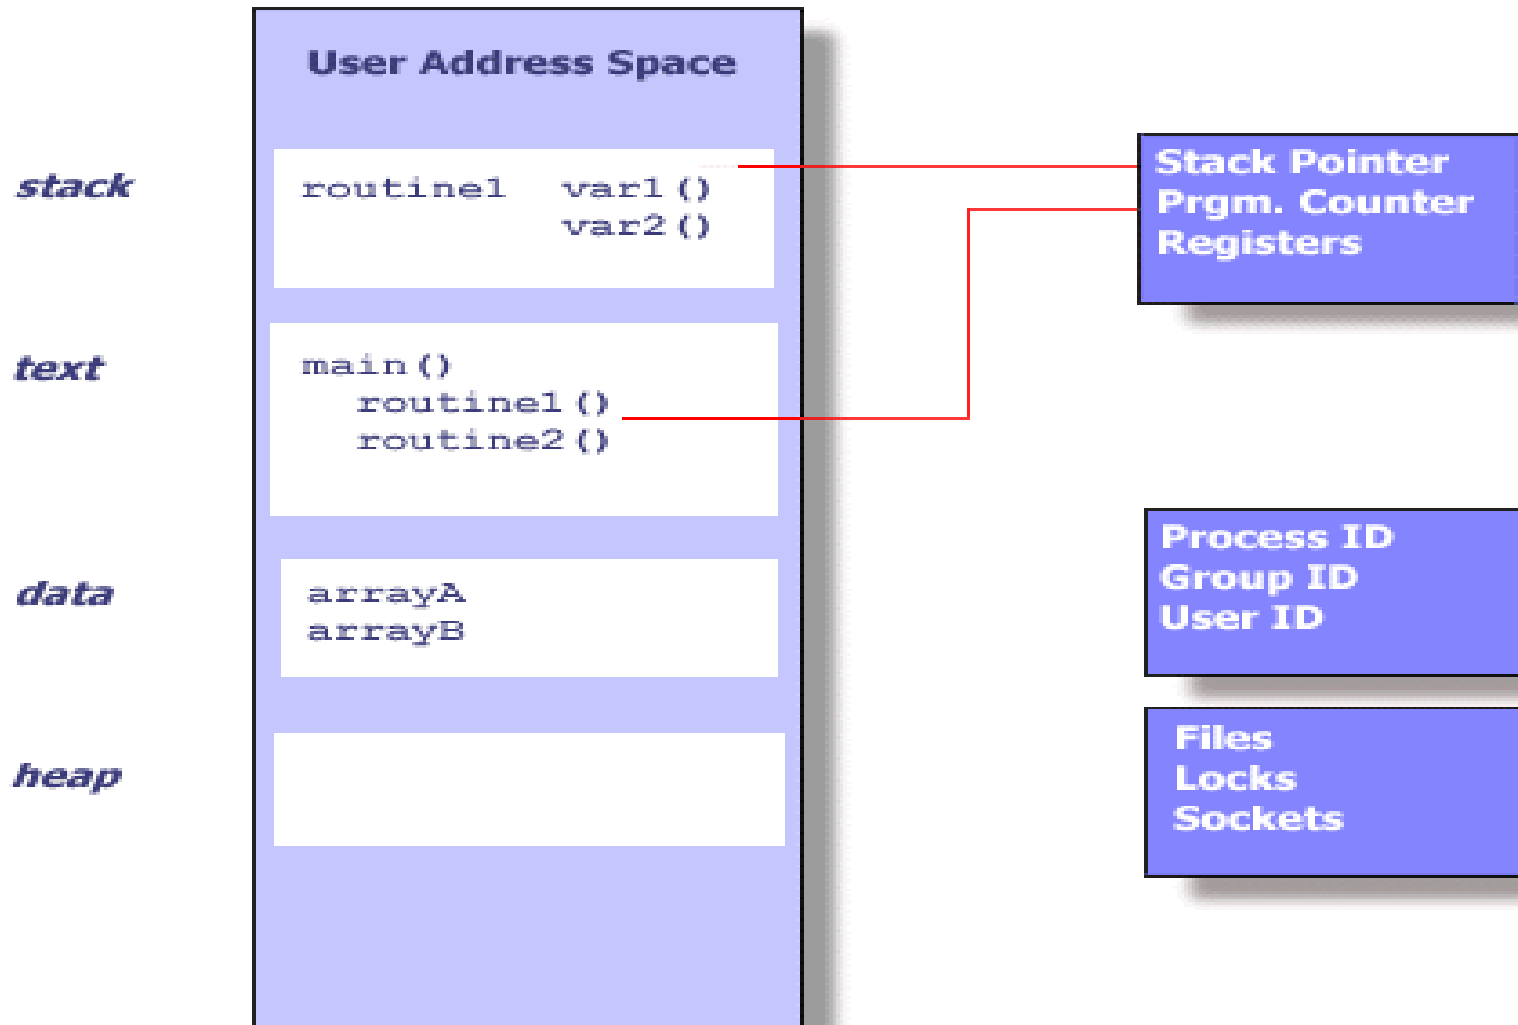 User Address Space
stack
routine1 var1()
var2()
text
main()
routine1()
routine2()
data
arrayA
arrayB
heap
Stack Pointer
Prgm. Counter
Registers
Process ID
Group ID
User ID
Files
Locks
Sockets